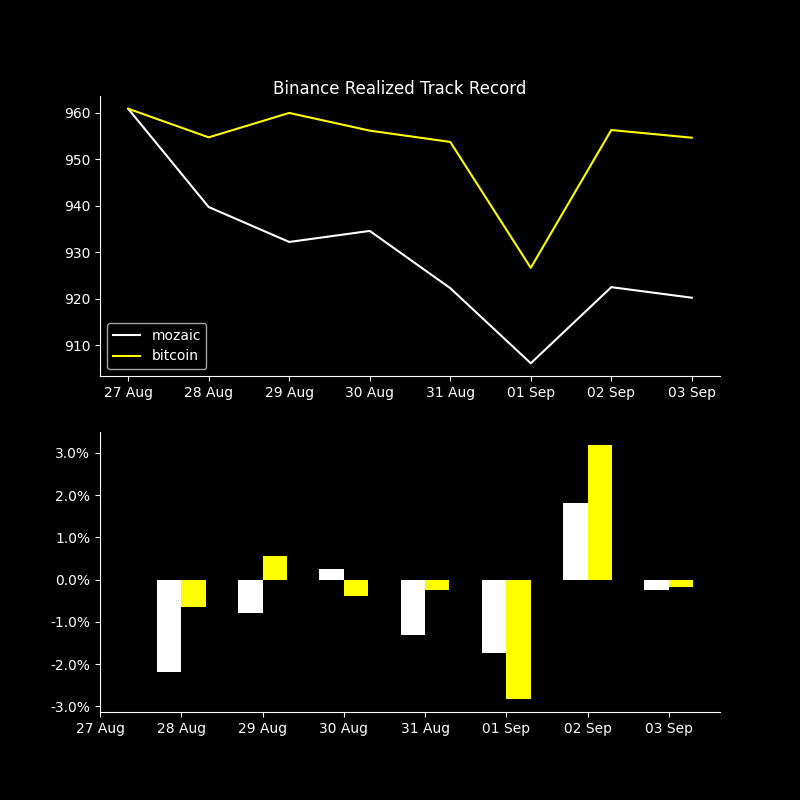 Binance Realized Track Record
960
950
940
930
920
910
mozaic
bitcoin
27 Aug 28 Aug 29 Aug 30 Aug 31 Aug 01 Sep 02 Sep 03 Sep
3.0%
2.0%
1.0%
0.0%
-1.0%
-2.0%
-3.0%
27 Aug 28 Aug 29 Aug 30 Aug 31 Aug 01 Sep 02 Sep 03 Sep